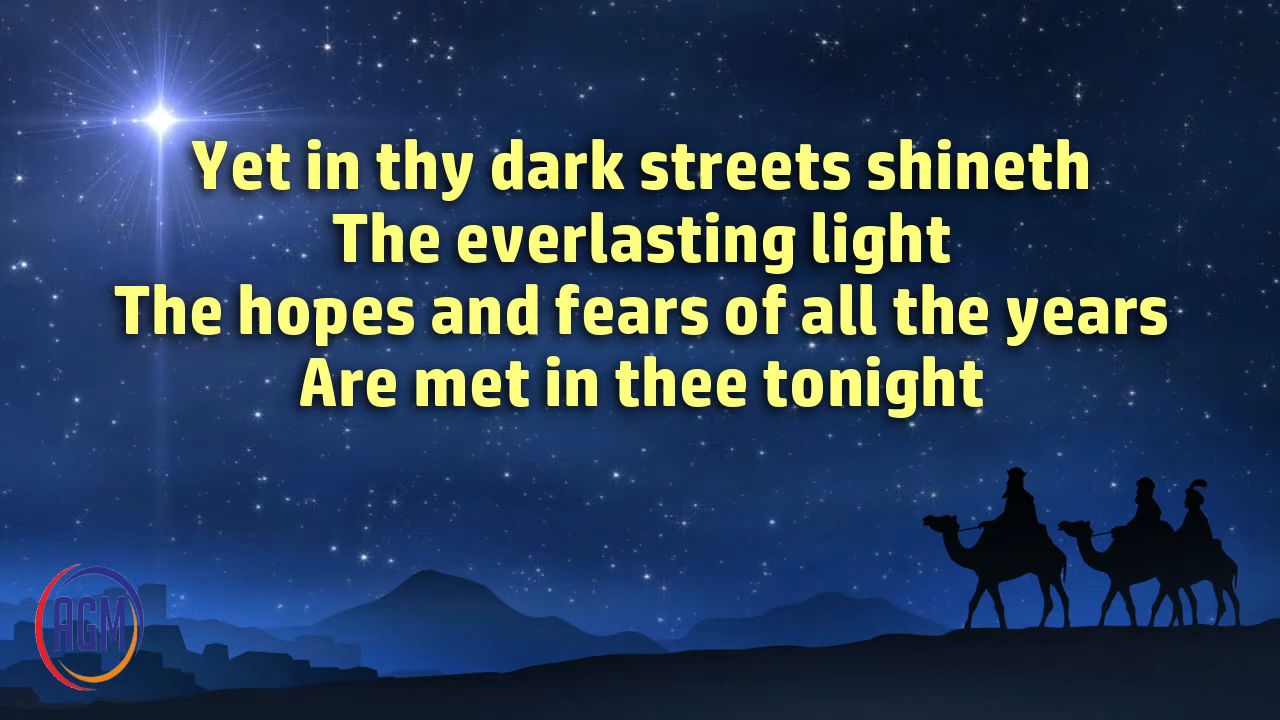 Yet in thy dark streets shineth
The everlasting light
The hopes and fears of all the years
Are met in thee tonight
AGM